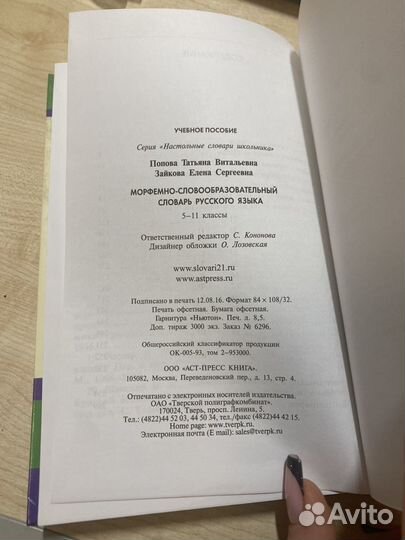 УЧЕБНОЕ ПОСОБИЕ
Серия «Настольные словари школьника»
Попова Татьяна Витальевна
Зайкова Елена Сергеевна
МОРФЕМНО-СЛОВООБРАЗОВАТЕЛЬНЫЙ
СЛОВАРЬ РУССКОГО ЯЗЫКА
5–11 классы
Ответственный редактор С. Кононова
Дизайнер обложки О. Лозовская
www.slovari21.ru
www.astpress.ru
Подписано в печать 12.08.16. Формат 84 × 108/32.
Печать офсетная. Бумага офсетная.
Гарнитура «Ньютон». Печ. л. 8,5.
Доп. тираж 3000 экз. Заказ № 6296.
Общероссийский классификатор продукции
ОК-005-93, том 2–953000.
ООО «АСТ-ПРЕСС КНИГА».
105082, Москва, Переведеновский пер., д. 13, стр. 4.
Отпечатано с электронных носителей издательства.
ОАО «Тверской полиграфкомбинат».
170024, Тверь, просп. Ленина, 5.
Тел.: (4822) 44 52 03, 44 50 34, тел./факс (4822) 44 42 15.
Home page: www.tverpk.ru.
Электронная почта (E mail): sales@tverpk.ru
Avito